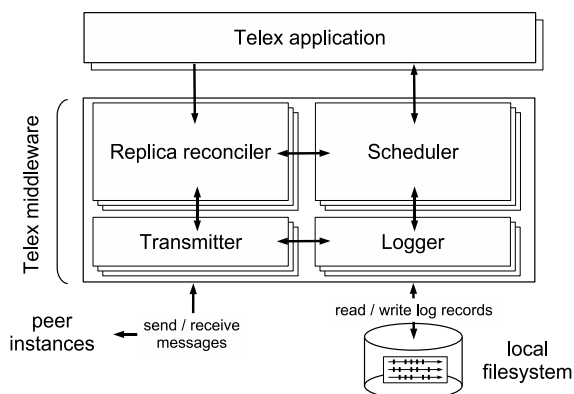 Telex application
Telex middleware
Replica reconciler
Scheduler
Transmitter
Logger
peer
instances
send / receive
messages
read / write log records
local
filesystem